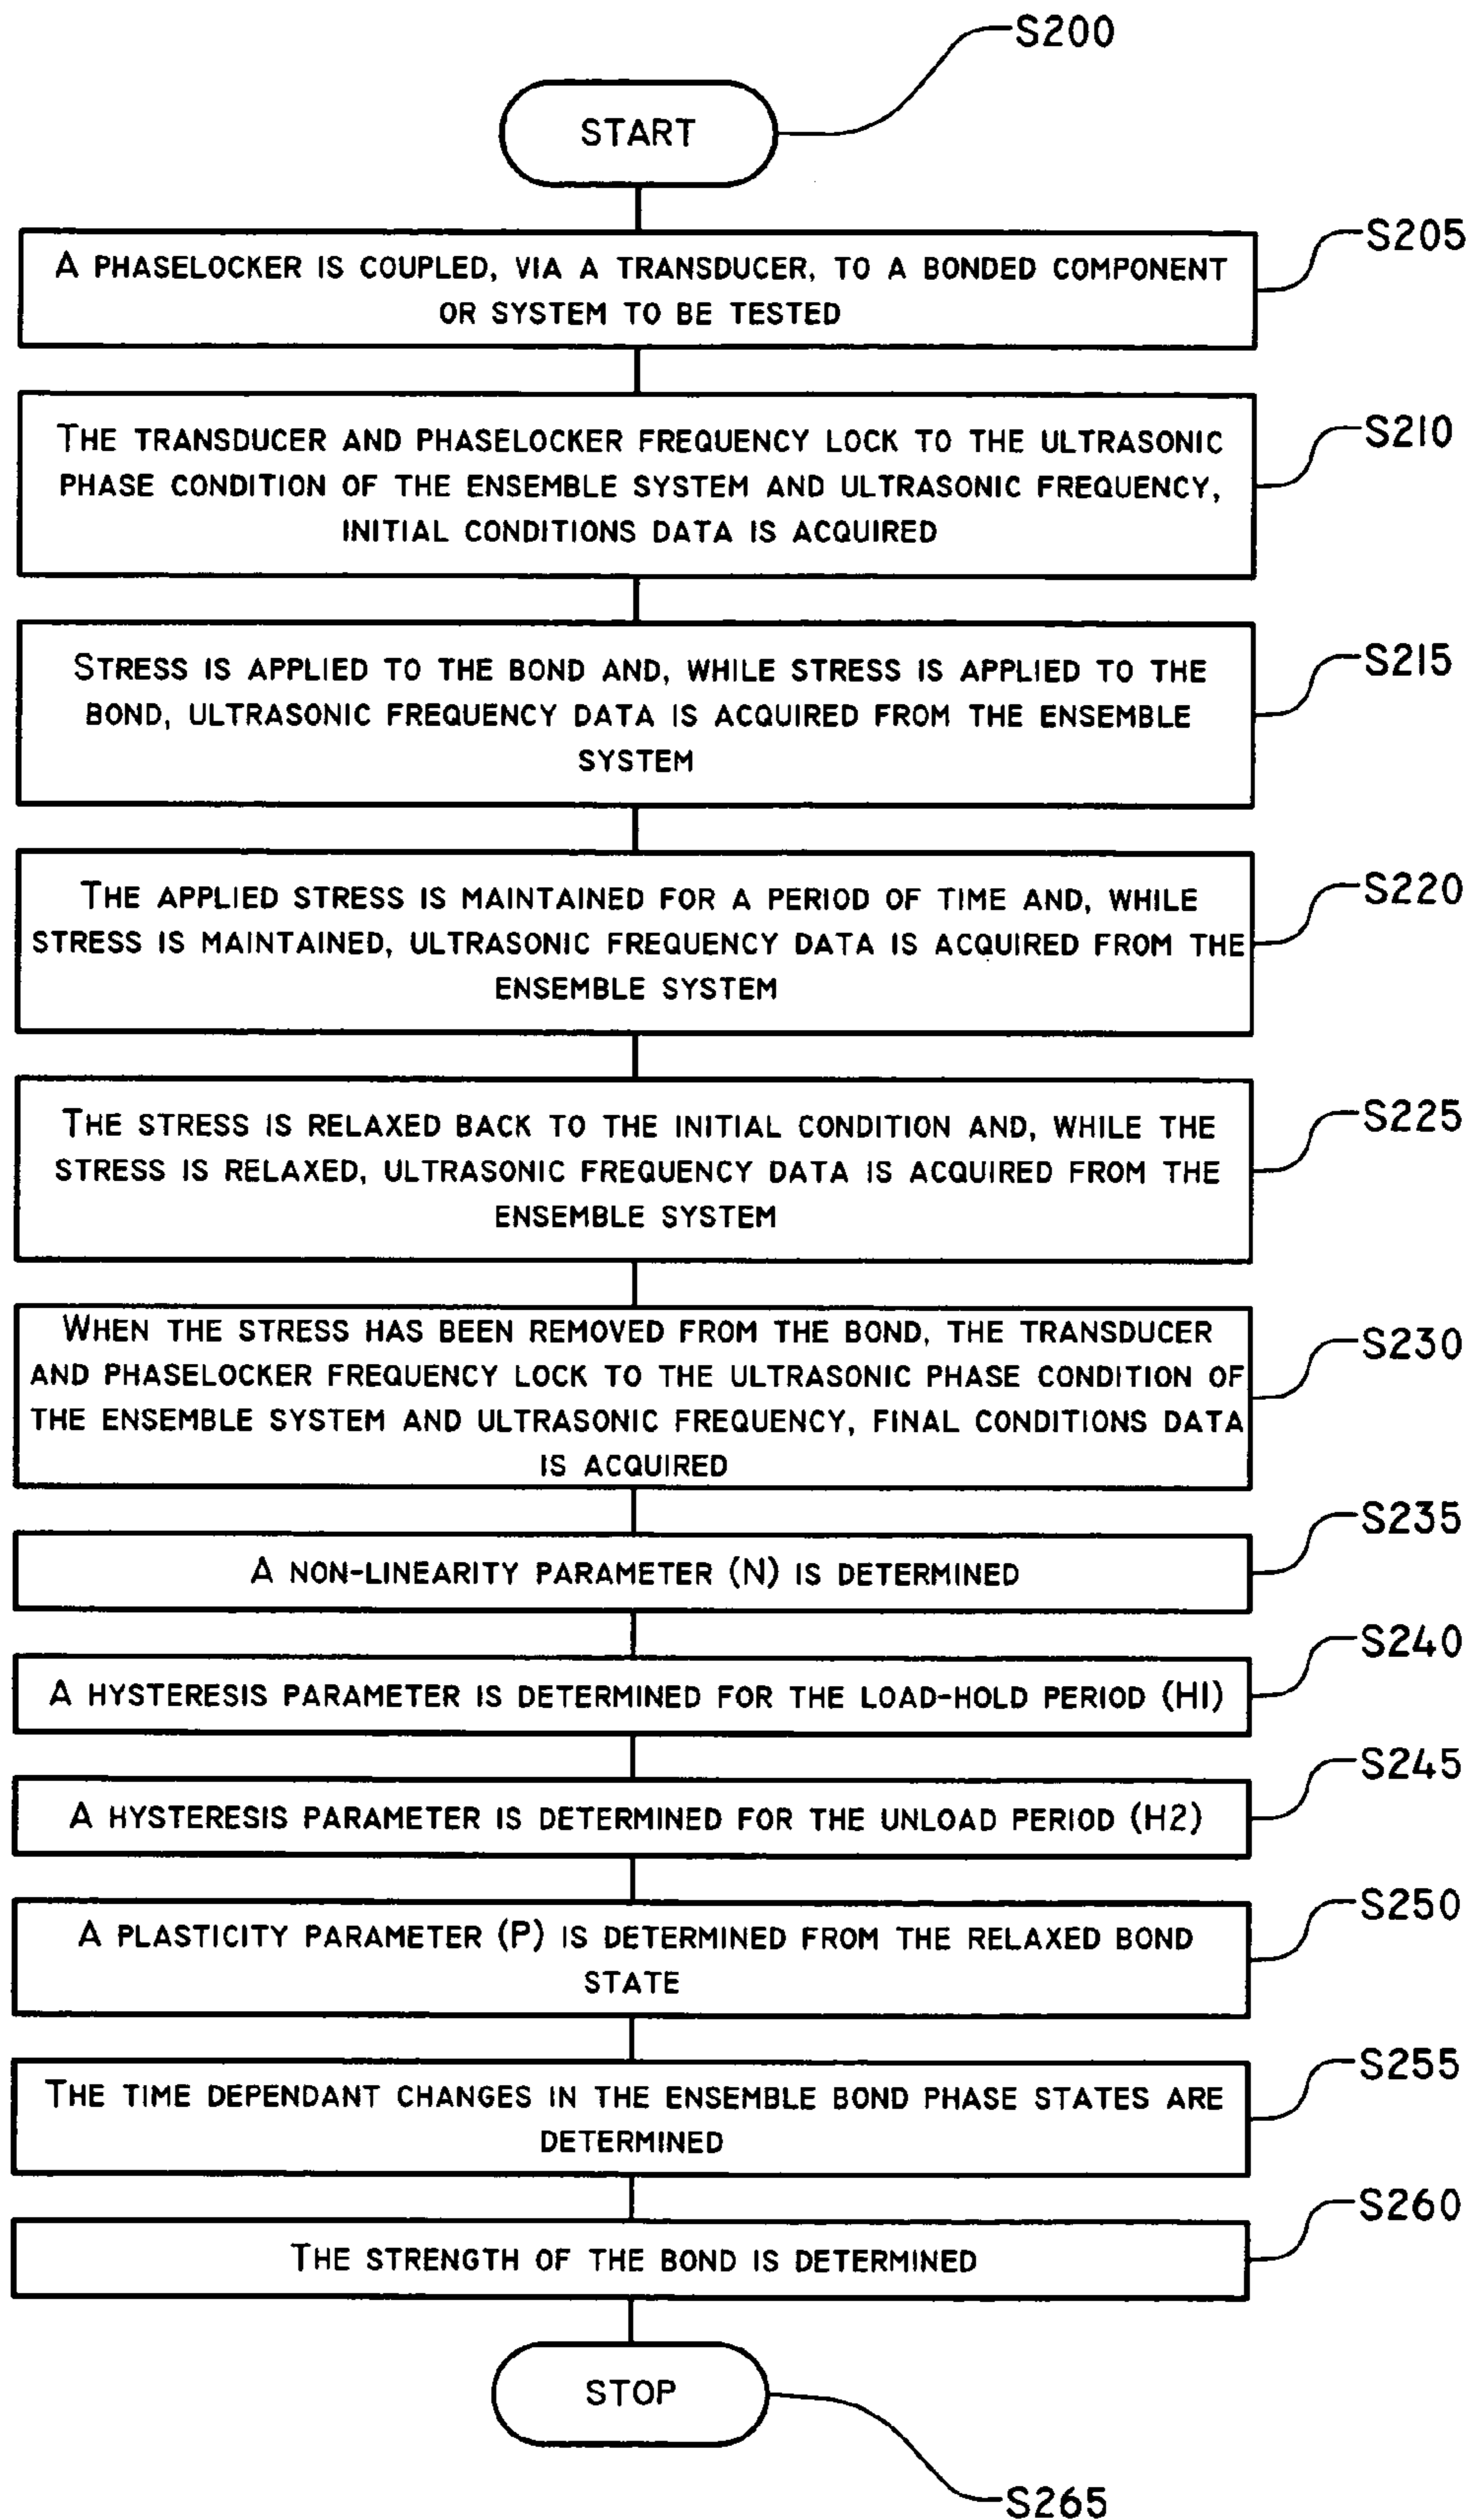 S200
START
S205
A PHASELOCKER IS COUPLED, VIA A TRANSDUCER, TO A BONDED COMPONENT
OR SYSTEM TO BE TESTED
S210
THE TRANSDUCER AND PHASELOCKER FREQUENCY LOCK TO THE ULTRASONIC
PHASE CONDITION OF THE ENSEMBLE SYSTEM AND ULTRASONIC FREQUENCY,
INITIAL CONDITIONS DATA IS ACQUIRED
S215
STRESS IS APPLIED TO THE BOND AND, WHILE STRESS IS APPLIED TO THE
BOND, ULTRASONIC FREQUENCY DATA IS ACQUIRED FROM THE ENSEMBLE
SYSTEM
S220
THE APPLIED STRESS IS MAINTAINED FOR A PERIOD OF TIME AND, WHILE
STRESS IS MAINTAINED, ULTRASONIC FREQUENCY DATA IS ACQUIRED FROM THE
ENSEMBLE SYSTEM
S225
THE STRESS IS RELAXED BACK TO THE INITIAL CONDITION AND, WHILE THE
STRESS IS RELAXED, ULTRASONIC FREQUENCY DATA IS ACQUIRED FROM THE
ENSEMBLE SYSTEM
S230
WHEN THE STRESS HAS BEEN REMOVED FROM THE BOND, THE TRANSDUCER
AND PHASELOCKER FREQUENCY LOCK TO THE ULTRASONIC PHASE CONDITION OF
THE ENSEMBLE SYSTEM AND ULTRASONIC FREQUENCY, FINAL CONDITIONS DATA
IS ACQUIRED
S235
A NON-LINEARITY PARAMETER (N) IS DETERMINED
S240
A HYSTERESIS PARAMETER IS DETERMINED FOR THE LOAD-HOLD PERIOD (H1)
S245
A HYSTERESIS PARAMETER IS DETERMINED FOR THE UNLOAD PERIOD (H2)
S250
A PLASTICITY PARAMETER (P) IS DETERMINED FROM THE RELAXED BOND
STATE
S255
THE TIME DEPENDANT CHANGES IN THE ENSEMBLE BOND PHASE STATES ARE
DETERMINED
S260
THE STRENGTH OF THE BOND IS DETERMINED
STOP
S265